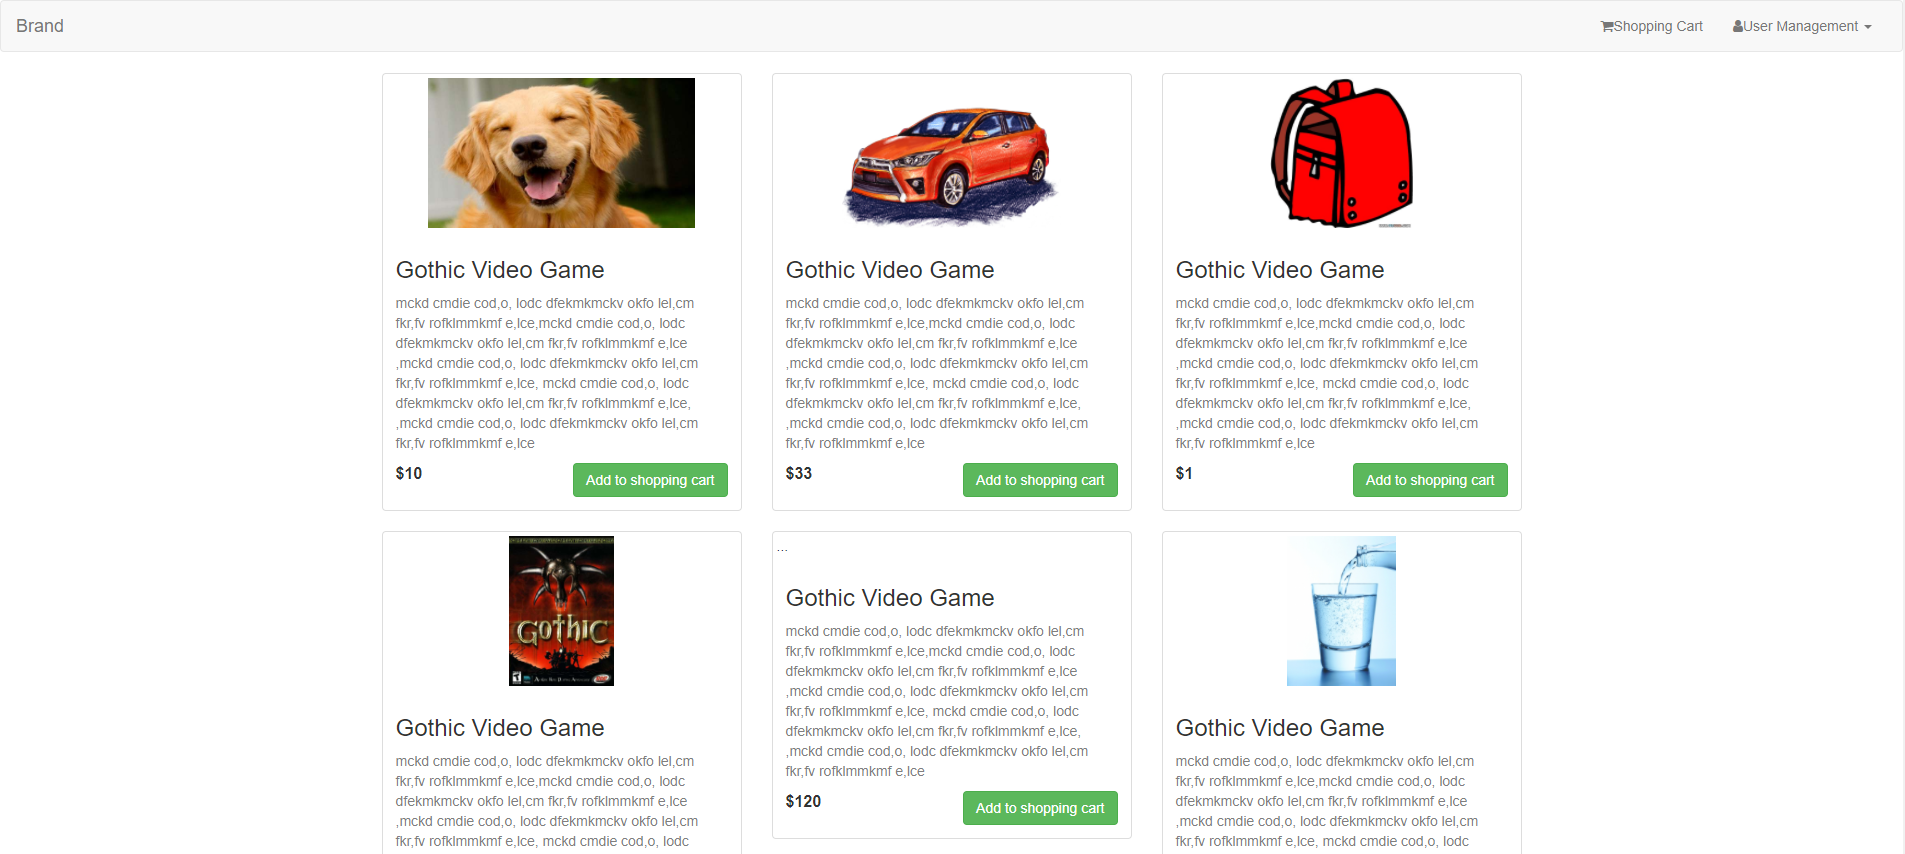 Brand
Shopping Cart
User Management
Gothic Video Game
mckd cmdie cod,o, lodc dfekmkmckv okfo lel,cm
fkr,fv rofklmmkmf e,lce,mckd cmdie cod,o, lodc
dfekmkmckv okfo lel,cm fkr,fv rofklmmkmf e,lce
,mckd cmdie cod,o, lodc dfekmkmckv okfo lel,cm
fkr,fv rofklmmkmf e,lce, mckd cmdie cod,o, lodc
dfekmkmckv okfo lel,cm fkr,fv rofklmmkmf e,lce,
,mckd cmdie cod,o, lodc dfekmkmckv okfo lel,cm
fkr,fv rofklmmkmf e,lce
$10
Add to shopping cart
Gothic Video Game
mckd cmdie cod,o, lodc dfekmkmckv okfo lel,cm
fkr,fv rofklmmkmf e,lce,mckd cmdie cod,o, lodc
dfekmkmckv okfo lel,cm fkr,fv rofklmmkmf e,lce
,mckd cmdie cod,o, lodc dfekmkmckv okfo lel,cm
fkr,fv rofklmmkmf e,lce, mckd cmdie cod,o, lodc
dfekmkmckv okfo lel,cm fkr,fv rofklmmkmf e,lce,
,mckd cmdie cod,o, lodc dfekmkmckv okfo lel,cm
fkr,fv rofklmmkmf e,lce
$33
Add to shopping cart
Gothic Video Game
mckd cmdie cod,o, lodc dfekmkmckv okfo lel,cm
fkr,fv rofklmmkmf e,lce,mckd cmdie cod,o, lodc
dfekmkmckv okfo lel,cm fkr,fv rofklmmkmf e,lce
,mckd cmdie cod,o, lodc dfekmkmckv okfo lel,cm
fkr,fv rofklmmkmf e,lce, mckd cmdie cod,o, lodc
dfekmkmckv okfo lel,cm fkr,fv rofklmmkmf e,lce,
,mckd cmdie cod,o, lodc dfekmkmckv okfo lel,cm
fkr,fv rofklmmkmf e,lce
$1
Add to shopping cart
GOTHIC
Gothic Video Game
mckd cmdie cod,o, lodc dfekmkmckv okfo lel,cm
fkr,fv rofklmmkmf e,lce,mckd cmdie cod,o, lodc
dfekmkmckv okfo lel,cm fkr,fv rofklmmkmf e,lce
,mckd cmdie cod,o, lodc dfekmkmckv okfo lel,cm
fkr,fv rofklmmkmf e,lce, mckd cmdie cod,o, lodc
...
Gothic Video Game
mckd cmdie cod,o, lodc dfekmkmckv okfo lel,cm
fkr,fv rofklmmkmf e,lce,mckd cmdie cod,o, lodc
dfekmkmckv okfo lel,cm fkr,fv rofklmmkmf e,lce
,mckd cmdie cod,o, lodc dfekmkmckv okfo lel,cm
fkr,fv rofklmmkmf e,lce, mckd cmdie cod,o, lodc
dfekmkmckv okfo lel,cm fkr,fv rofklmmkmf e,lce,
,mckd cmdie cod,o, lodc dfekmkmckv okfo lel,cm
fkr,fv rofklmmkmf e,lce
$120
Add to shopping cart
Gothic Video Game
mckd cmdie cod,o, lodc dfekmkmckv okfo lel,cm
fkr,fv rofklmmkmf e,lce,mckd cmdie cod,o, lodc
dfekmkmckv okfo lel,cm fkr,fv rofklmmkmf e,lce
,mckd cmdie cod,o, lodc dfekmkmckv okfo lel,cm
fkr,fv rofklmmkmf e,lce, mckd cmdie cod,o, lodc